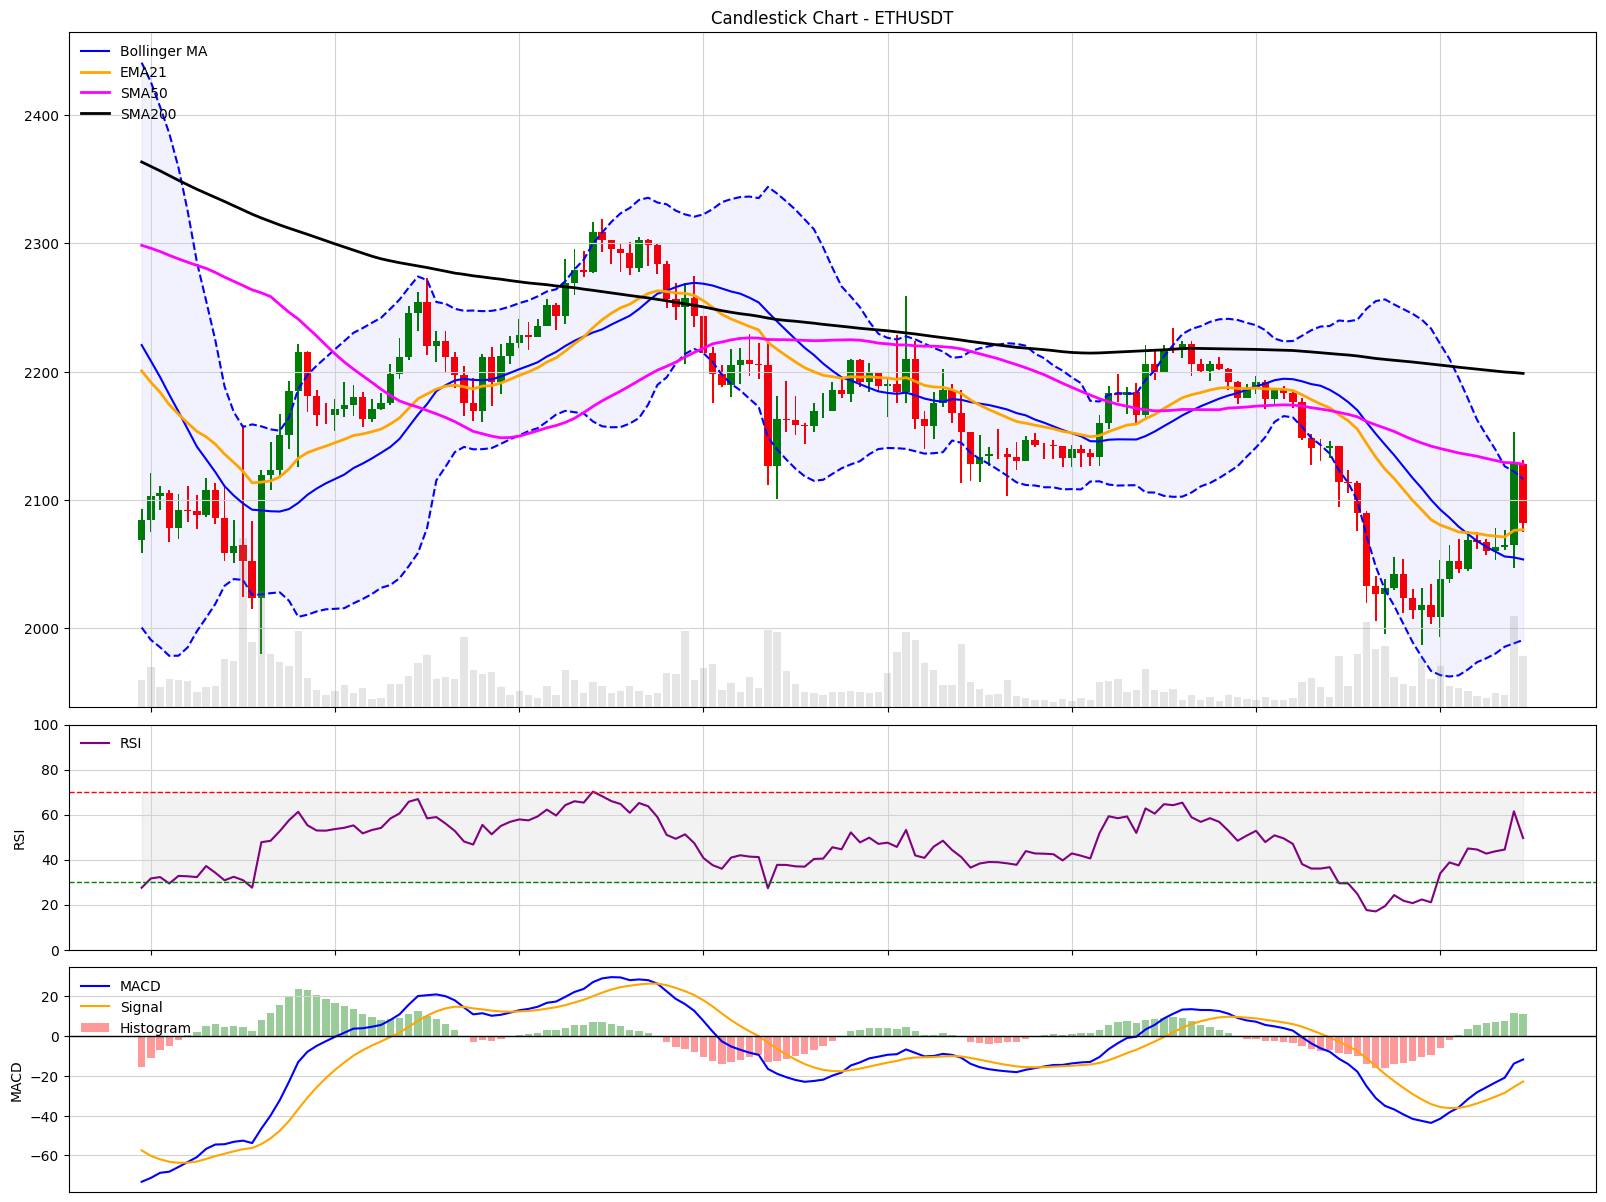 Candlestick Chart - ETHUSDT
Bollinger MA
EMA21
SMA50
SMA200
2400
2300
2200
2100
2000
RSI
100
80
60
40
20
0
RSI
MACD
Signal
Histogram
20
0
−20
−40
−60
MACD